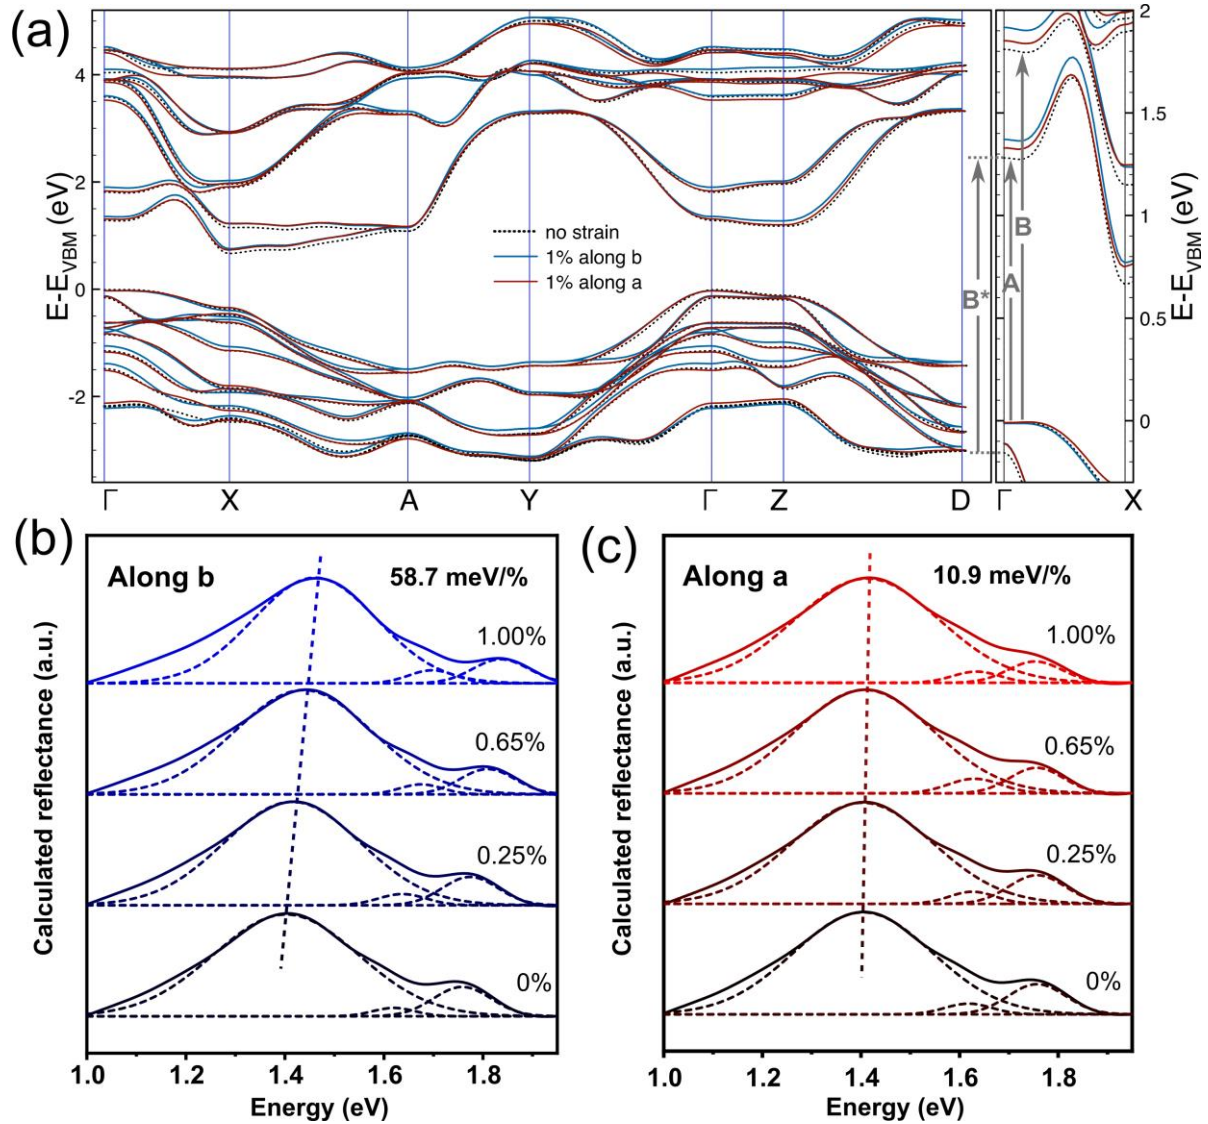 (a)
E-E_VBM (eV)
4
2
0
-2
no strain
1% along b
1% along a
Γ X A Y Γ Z D
B*
A
B
2
1.5
1
0.5
0
E-E_VBM (eV)
Γ X
(b)
Along b 58.7 meV/%
1.00%
0.65%
0.25%
0%
Calculated reflectance (a.u.)
1.0 1.2 1.4 1.6 1.8
Energy (eV)
(c)
Along a 10.9 meV/%
1.00%
0.65%
0.25%
0%
Calculated reflectance (a.u.)
1.0 1.2 1.4 1.6 1.8
Energy (eV)